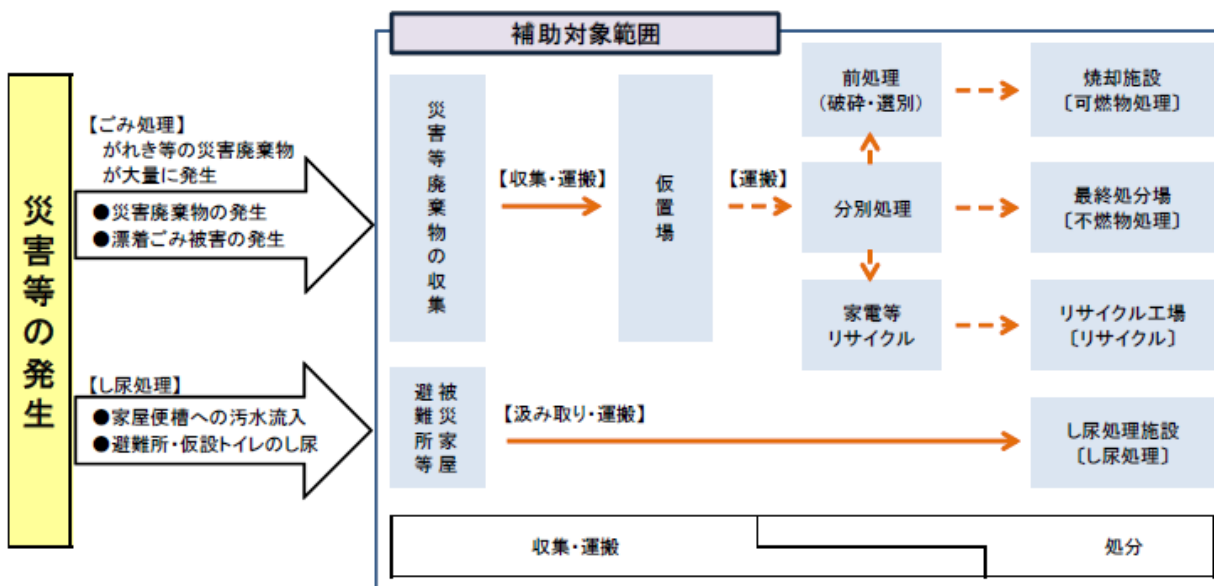 補助対象範囲
災害等の発生
【ごみ処理】
がれき等の災害廃棄物
が大量に発生
●災害廃棄物の発生
●漂着ごみ被害の発生
【し尿処理】
●家屋便槽への汚水流入
●避難所・仮設トイレのし尿
災害等廃棄物の収集
【収集・運搬】
仮置場
【運搬】
前処理
（破砕・選別）
分別処理
家電等
リサイクル
焼却施設
〔可燃物処理〕
最終処分場
〔不燃物処理〕
リサイクル工場
〔リサイクル〕
被災家屋
避難所等
【汲み取り・運搬】
し尿処理施設
〔し尿処理〕
収集・運搬
処分